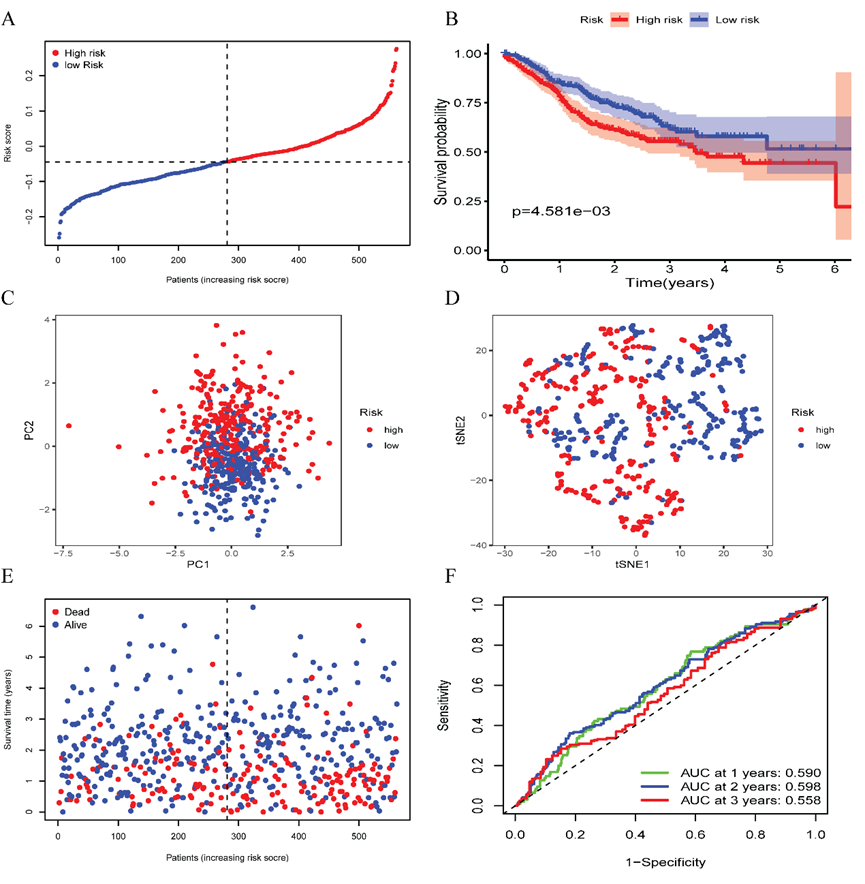 A
High risk
low Risk
Risk score
0.2
0.1
0.0
−0.1
−0.2
0
100
200
300
400
500
Patients (increasing risk socre)
B
Risk High risk Low risk
Survival probability
1.00
0.75
0.50
0.25
0.00
p=4.581e−03
0 1 2 3 4 5 6
Time(years)
C
PC2
4
2
0
−2
−7.5 −5.0 −2.5 0.0 2.5
PC1
Risk
high
low
D
tSNE2
20
0
−20
−40
−30 −20 −10 0 10 20 30
tSNE1
Risk
high
low
E
Dead
Alive
Survival time (years)
6
5
4
3
2
1
0
0 100 200 300 400 500
Patients (increasing risk socre)
F
Sensitivity
1.0
0.8
0.6
0.4
0.2
0.0
AUC at 1 years: 0.590
AUC at 2 years: 0.598
AUC at 3 years: 0.558
0.0 0.2 0.4 0.6 0.8 1.0
1−Specificity